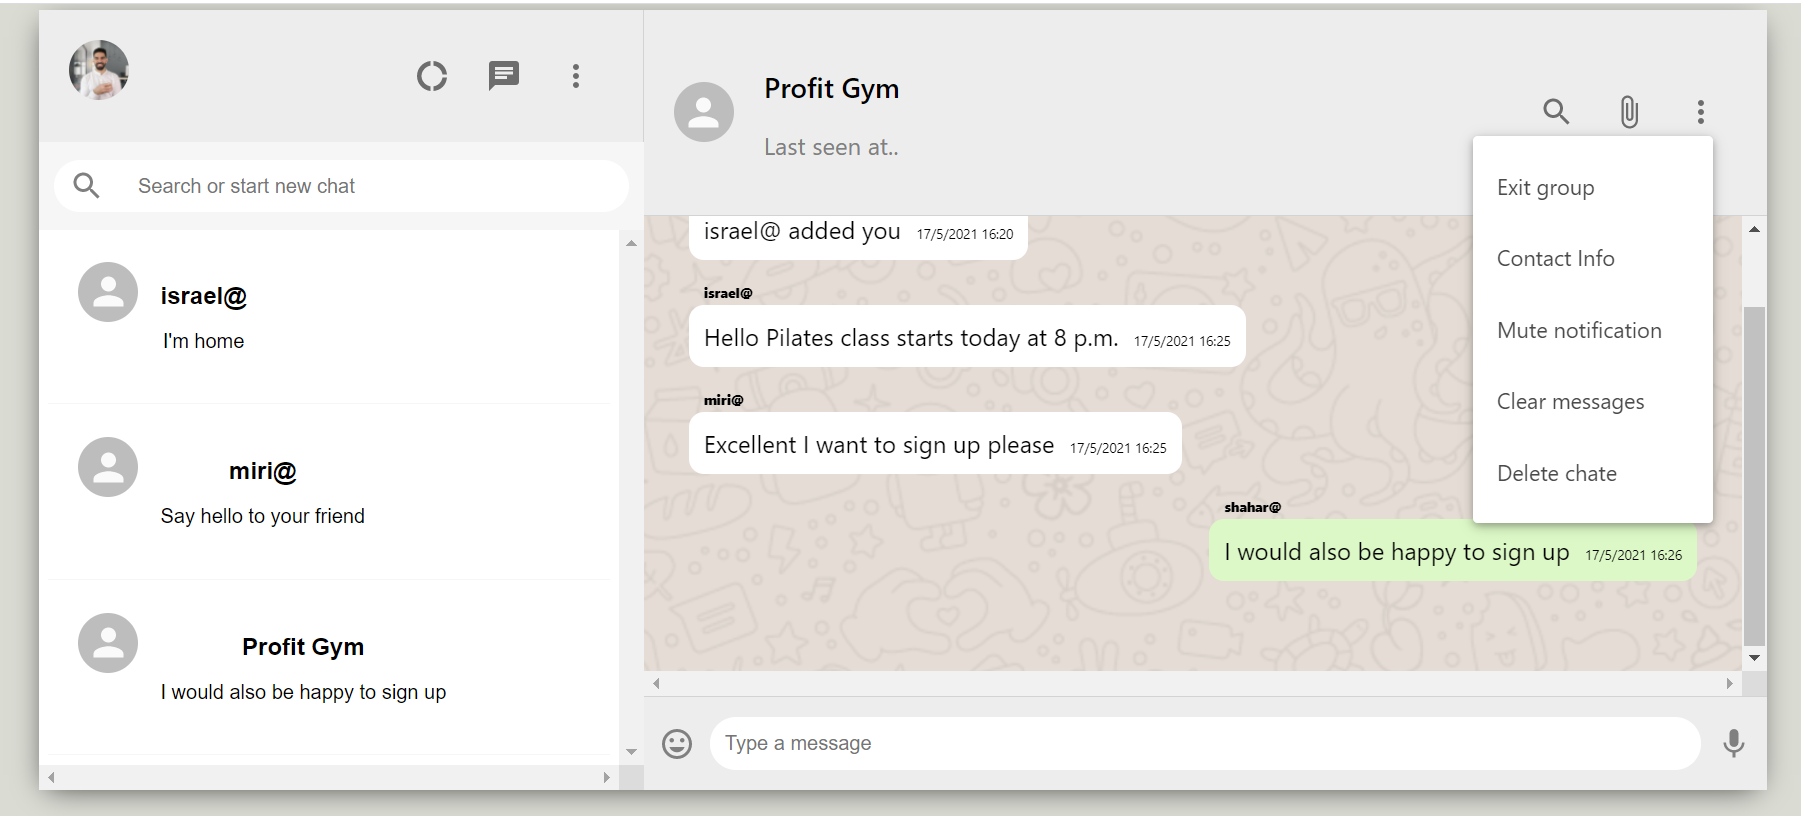 Search or start new chat
israel@
I'm home
miri@
Say hello to your friend
Profit Gym
I would also be happy to sign up
Profit Gym
Last seen at..
israel@ added you 17/5/2021 16:20
israel@
Hello Pilates class starts today at 8 p.m. 17/5/2021 16:25
miri@
Excellent I want to sign up please 17/5/2021 16:25
shahar@
I would also be happy to sign up 17/5/2021 16:26
Exit group
Contact Info
Mute notification
Clear messages
Delete chate
Type a message